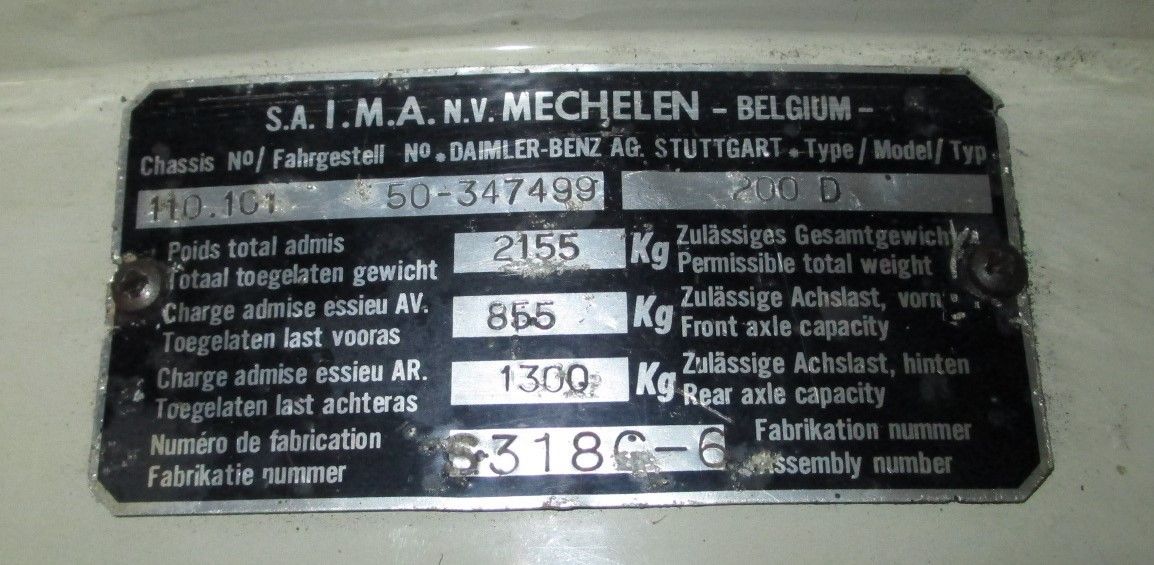 S.A. I.M.A. N.V. MECHELEN - BELGIUM -
Chassis No/ Fahrgestell No. DAIMLER-BENZ AG. STUTTGART . Type / Model / Typ
110.101 50-347499 200 D
Poids total admis
Totaal toegelaten gewicht
2155 Kg
Zulässiges Gesamtgewicht
Permissible total weight
Charge admise essieu AV.
Toegelaten last vooras
855 Kg
Zulässige Achslast, vorn
Front axle capacity
Charge admise essieu AR.
Toegelaten last achteras
1300 Kg
Zulässige Achslast, hinten
Rear axle capacity
Numéro de fabrication
Fabrikatie nummer
Fabrikation nummer
Assembly number